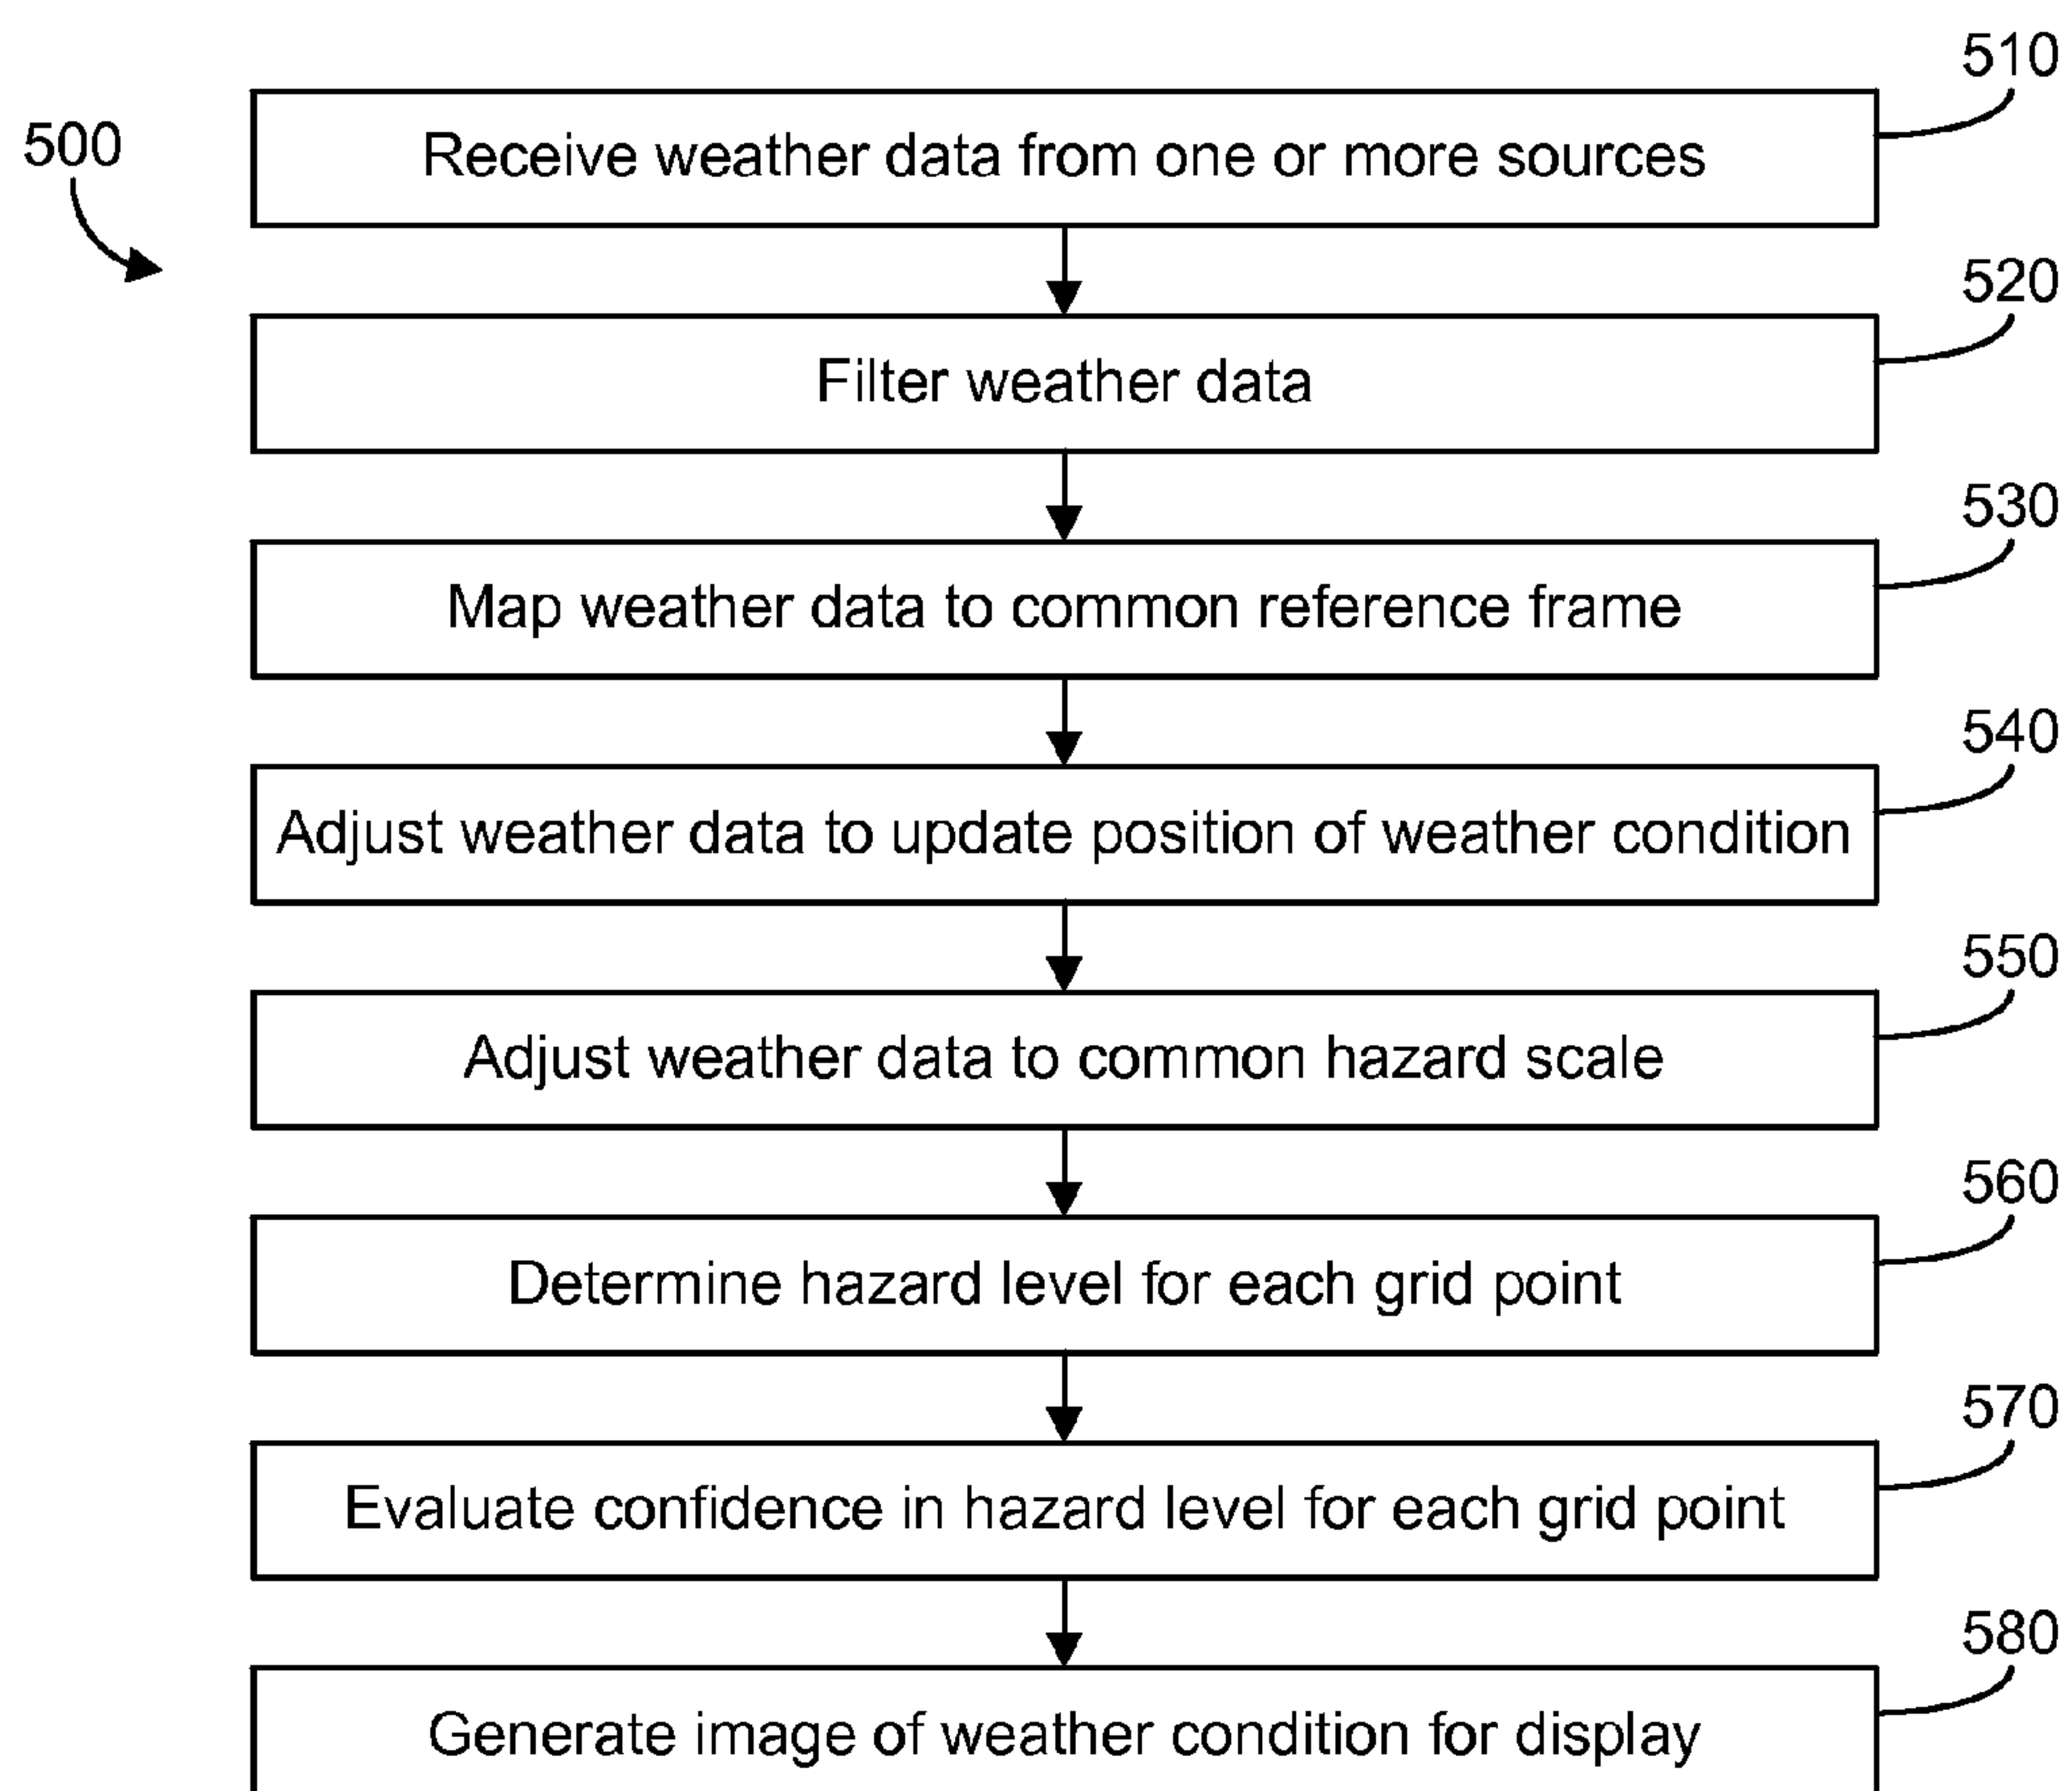 510
500
Receive weather data from one or more sources
520
Filter weather data
530
Map weather data to common reference frame
540
Adjust weather data to update position of weather condition
550
Adjust weather data to common hazard scale
560
Determine hazard level for each grid point
570
Evaluate confidence in hazard level for each grid point
580
Generate image of weather condition for display